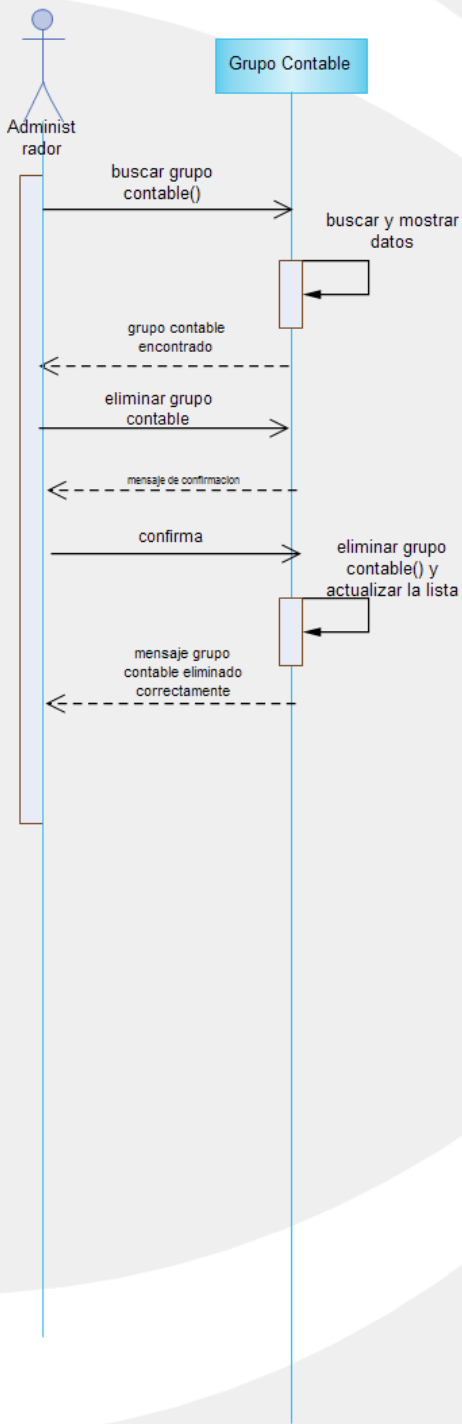 Grupo Contable
Administ
rador
buscar grupo
contable()
buscar y mostrar
datos
grupo contable
encontrado
eliminar grupo
contable
mensaje de confirmacion
confirma
eliminar grupo
contable() y
actualizar la lista
mensaje grupo
contable eliminado
correctamente